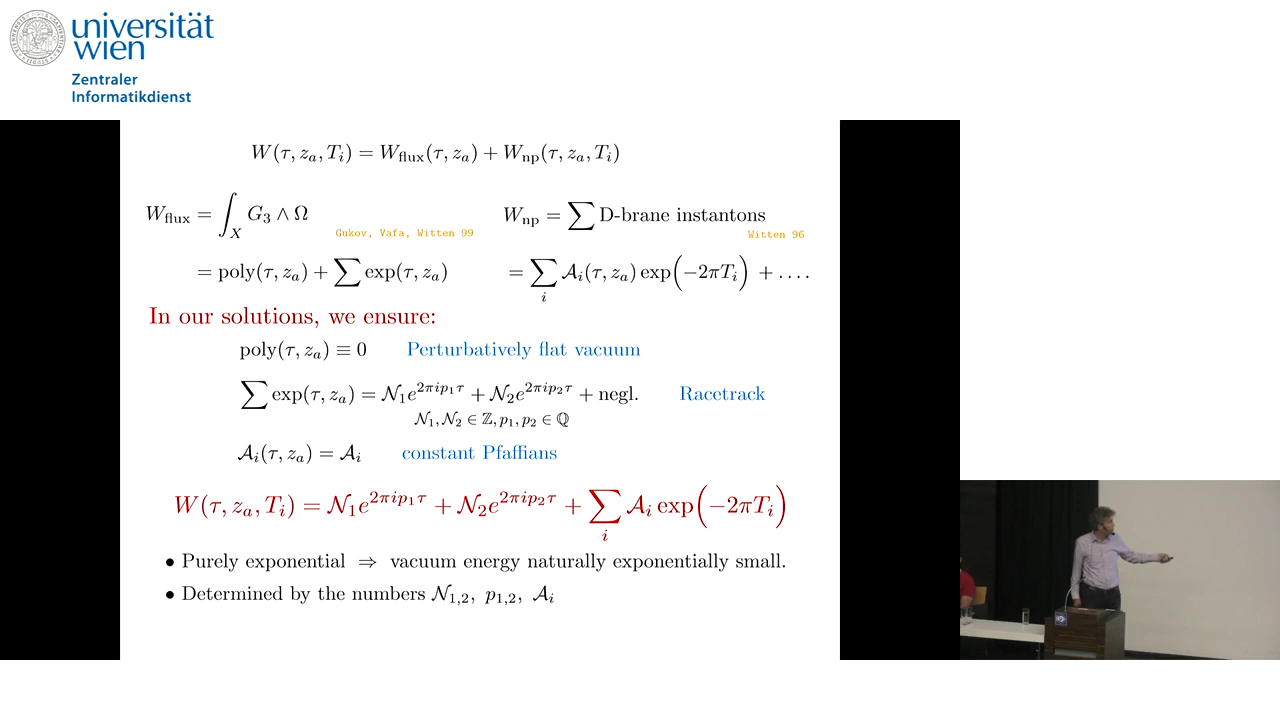 universität
wien
Zentraler
Informatikdienst
W(τ, z_a, T_i) = W_flux(τ, z_a) + W_np(τ, z_a, T_i)
W_flux = ∫_X G_3 ∧ Ω
Gukov, Vafa, Witten 99
= poly(τ, z_a) + ∑ exp(τ, z_a)
W_np = ∑ D-brane instantons
Witten 96
= ∑_i 𝒜_i(τ, z_a) exp(−2πT_i) + ....
In our solutions, we ensure:
poly(τ, z_a) ≡ 0 Perturbatively flat vacuum
∑ exp(τ, z_a) = 𝒩_1 e^{2πip_1τ} + 𝒩_2 e^{2πip_2τ} + negl. Racetrack
𝒩_1, 𝒩_2 ∈ ℤ, p_1, p_2 ∈ ℚ
𝒜_i(τ, z_a) = 𝒜_i constant Pfaffians
W(τ, z_a, T_i) = 𝒩_1 e^{2πip_1τ} + 𝒩_2 e^{2πip_2τ} + ∑_i 𝒜_i exp(−2πT_i)
• Purely exponential ⇒ vacuum energy naturally exponentially small.
• Determined by the numbers 𝒩_{1,2}, p_{1,2}, 𝒜_i